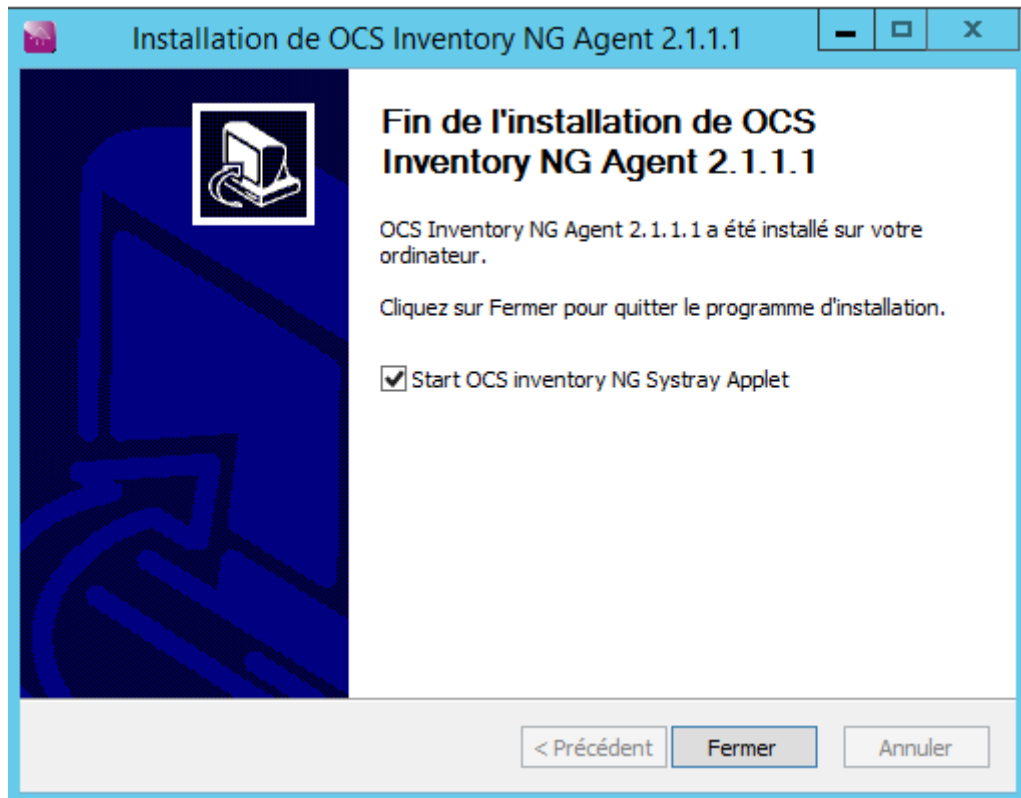 Installation de OCS Inventory NG Agent 2.1.1.1
Fin de l'installation de OCS
Inventory NG Agent 2.1.1.1
OCS Inventory NG Agent 2.1.1.1 a été installé sur votre
ordinateur.
Cliquez sur Fermer pour quitter le programme d'installation.
Start OCS inventory NG Systray Applet
< Précédent
Fermer
Annuler